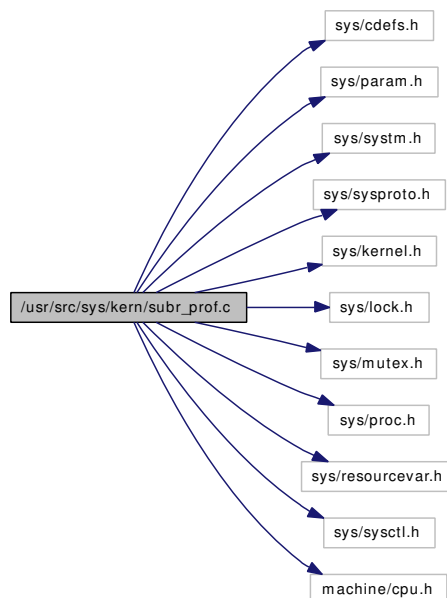 sys/cdefs.h
sys/param.h
sys/systm.h
sys/sysproto.h
sys/kernel.h
/usr/src/sys/kern/subr_prof.c
sys/lock.h
sys/mutex.h
sys/proc.h
sys/resourcevar.h
sys/sysctl.h
machine/cpu.h